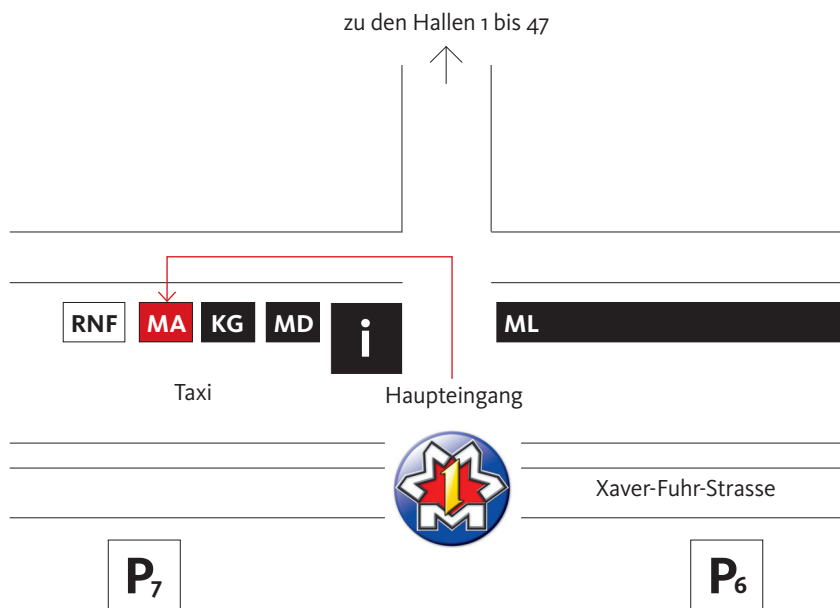 zu den Hallen 1 bis 47
RNF MA KG MD i ML
Taxi
Haupteingang
Xaver-Fuhr-Strasse
P7
P6